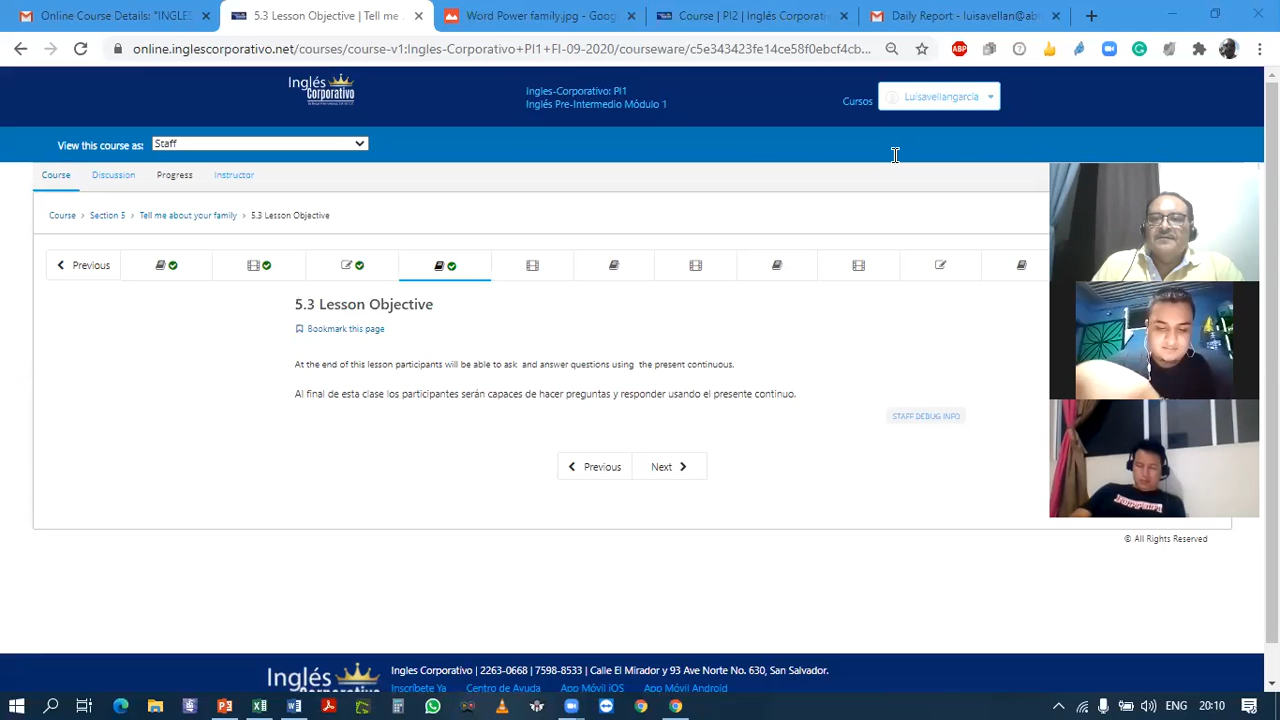 Online Course Details: "INGLES
5.3 Lesson Objective | Tell me
Word Power family.jpg - Goog
Course | PI2 | Inglés Corporati
Daily Report - luisavellan@ab
online.inglescorporativo.net/courses/course-v1:Ingles-Corporativo+PI1+FI-09-2020/courseware/c5e343423fe14ce58f0ebcf4cb...
ABP
Inglés
Corporativo
Ingles-Corporativo: PI1
Inglés Pre-Intermedio Módulo 1
Cursos
Luisavellangarcia
View this course as:
Staff
Course
Discussion
Progress
Instructor
Course > Section 5 > Tell me about your family > 5.3 Lesson Objective
Previous
5.3 Lesson Objective
Bookmark this page
At the end of this lesson participants will be able to ask and answer questions using the present continuous.
Al final de esta clase los participantes serán capaces de hacer preguntas y responder usando el presente continuo.
STAFF DEBUG INFO
Previous
Next
© All Rights Reserved
Inglés
Ingles Corporativo | 2263-0668 | 7598-8533 | Calle El Mirador y 93 Ave Norte No. 630, San Salvador.
Inscríbete Ya
Centro de Ayuda
App Móvil iOS
App Móvil Android
ENG
20:10